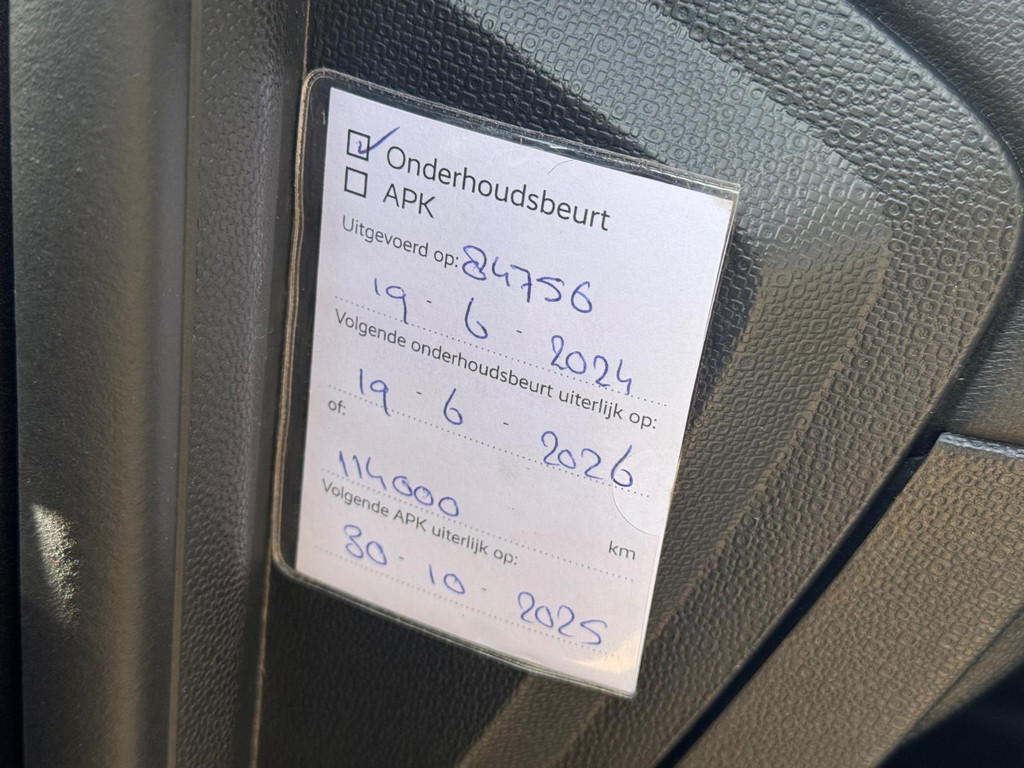 Onderhoudsbeurt
APK
Uitgevoerd op: 84756
19 - 6 - 2024
Volgende onderhoudsbeurt uiterlijk op:
19 - 6 - 2026
of:
114000 km
Volgende APK uiterlijk op:
30 - 10 - 2025